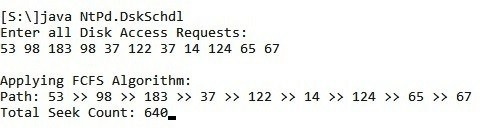 [S:\]java NtPd.DskSchdl
Enter all Disk Access Requests:
53 98 183 98 37 122 37 14 124 65 67
Applying FCFS Algorithm:
Path: 53 >> 98 >> 183 >> 37 >> 122 >> 14 >> 124 >> 65 >> 67
Total Seek Count: 640